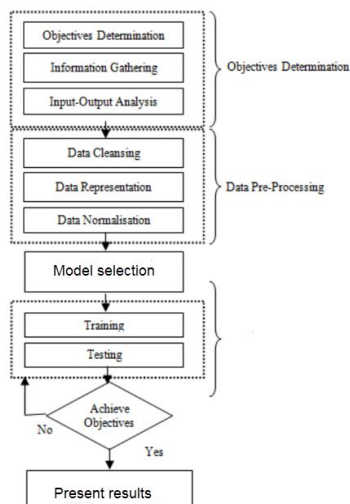 Objectives Determination
Information Gathering
Input-Output Analysis
Objectives Determination
Data Cleansing
Data Representation
Data Normalisation
Data Pre-Processing
Model selection
Training
Testing
Achieve
Objectives
No
Yes
Present results